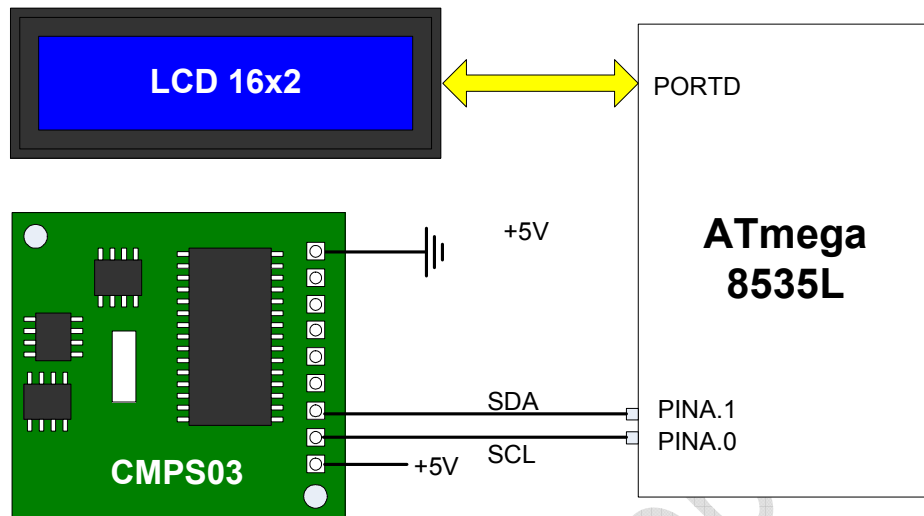 LCD 16x2
PORTD
+5V
ATmega
8535L
SDA
PINA.1
PINA.0
SCL
+5V
CMPS03